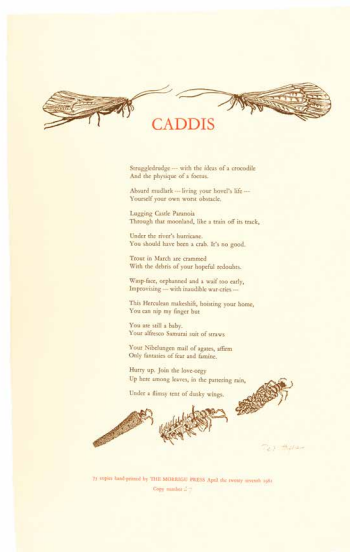 CADDIS
Struggledrudge — with the ideas of a crocodile
And the physique of a foetus.
Absurd mudlark — living your hovel's life —
Yourself your own worst obstacle.
Lugging Castle Paranoia
Through that moonland, like a train off its track,
Under the river's hurricane.
You should have been a crab. It's no good.
Trout in March are crammed
With the debris of your hopeful redoubts.
Wasp-face, orphaned and a waif too early,
Improvising — with inaudible war-cries —
This Herculean makeshift, hoisting your home,
You can nip my finger but
You are still a baby.
Your alfresco Samurai suit of straws
Your Nibelungen mail of agates, affirm
Only fantasies of fear and famine.
Hurry up. Join the love-orgy
Up here among leaves, in the pattering rain,
Under a flimsy tent of dusky wings.
75 copies hand-printed by THE MORRIGU PRESS April the twenty seventh 1981
Copy number